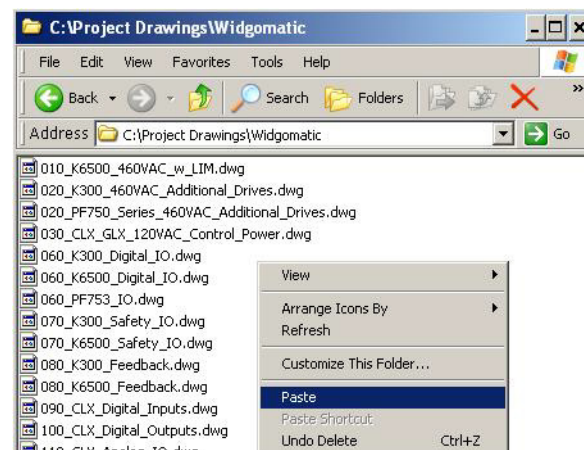 C:\Project Drawings\Widgomatic
File Edit View Favorites Tools Help
Back Search Folders »
Address C:\Project Drawings\Widgomatic Go
010_K6500_460VAC_w_LIM.dwg
020_K300_460VAC_Additional_Drives.dwg
020_PF750_Series_460VAC_Additional_Drives.dwg
030_CLX_GLX_120VAC_Control_Power.dwg
060_K300_Digital_IO.dwg
060_K6500_Digital_IO.dwg
060_PF753_IO.dwg
070_K300_Safety_IO.dwg
070_K6500_Safety_IO.dwg
080_K300_Feedback.dwg
080_K6500_Feedback.dwg
090_CLX_Digital_Inputs.dwg
100_CLX_Digital_Outputs.dwg
110_CLX_Analog_IO.dwg
View
Arrange Icons By
Refresh
Customize This Folder...
Paste
Paste Shortcut
Undo Delete Ctrl+Z